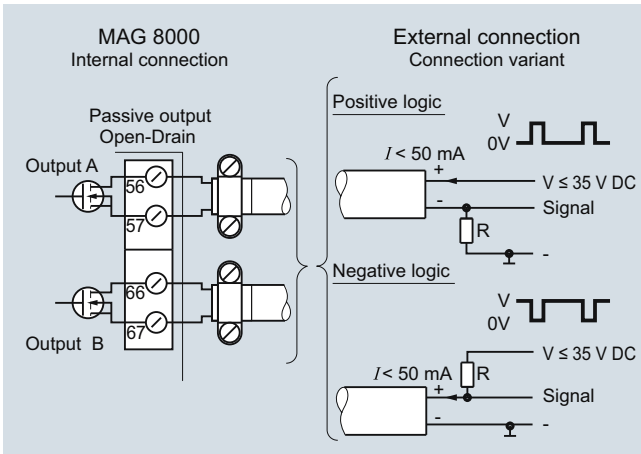 MAG 8000
Internal connection
Passive output
Open-Drain
Output A
56
57
66
67
Output B
External connection
Connection variant
Positive logic
V
0V
I < 50 mA
+
V ≤ 35 V DC
-
Signal
R
-
Negative logic
V
0V
V ≤ 35 V DC
I < 50 mA
R
+
Signal
-
-